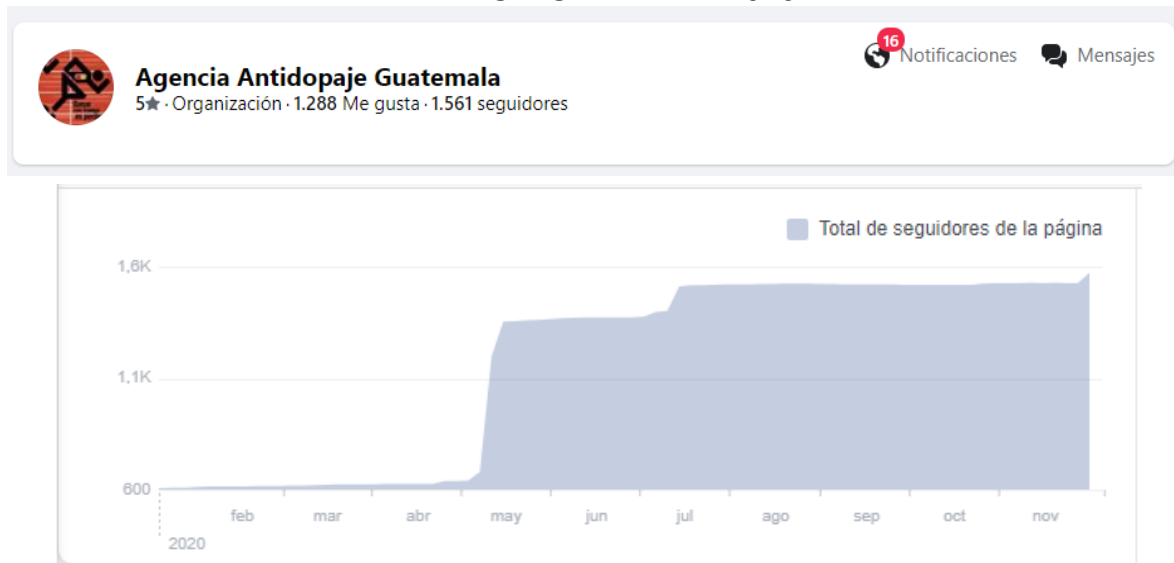 16
Notificaciones
Mensajes
Agencia Antidopaje Guatemala
5★ · Organización · 1.288 Me gusta · 1.561 seguidores
Total de seguidores de la página
1,6K
1,1K
600
feb mar abr may jun jul ago sep oct nov
2020